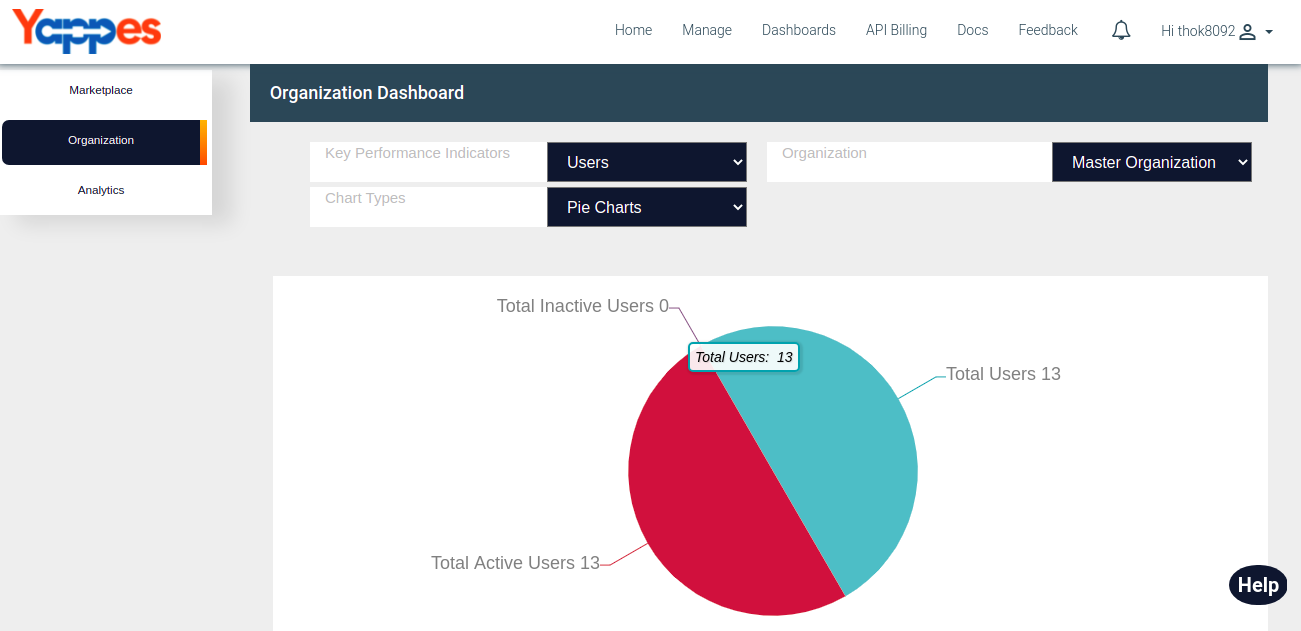 Yappes
Home Manage Dashboards API Billing Docs Feedback Hi thok8092
Marketplace
Organization
Analytics
Organization Dashboard
Key Performance Indicators Users
Organization Master Organization
Chart Types Pie Charts
Total Inactive Users 0
Total Users: 13
Total Users 13
Total Active Users 13
Help